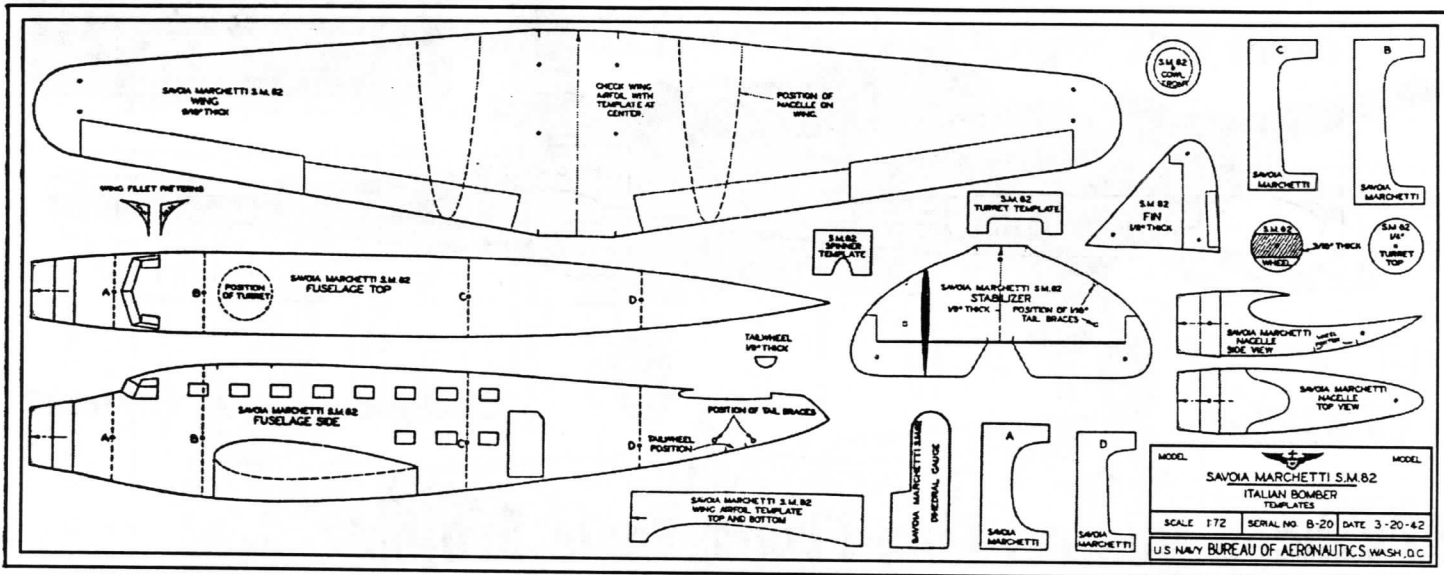 SAVOIA MARCHETTI S.M. 82
WING
9/16" THICK
CHECK WING
AIRFOIL WITH
TEMPLATE AT
CENTER.
POSITION OF
NACELLE ON
WING.
S.M. 82
COWL
FRONT
C
SAVOIA
MARCHETTI
B
SAVOIA
MARCHETTI
WING FILLET PATTERNS
S.M. 82
TURRET TEMPLATE
S.M. 82
FIN
1/8" THICK
S.M. 82
SPINNER
TEMPLATE
S.M. 82
WHEEL
3/16" THICK
S.M. 82
1/4"
TURRET
TOP
A
B
POSITION
OF TURRET
SAVOIA MARCHETTI S.M. 82
FUSELAGE TOP
C
D
SAVOIA MARCHETTI S.M. 82
STABILIZER
1/8" THICK
POSITION OF 1/16"
TAIL BRACES
SAVOIA MARCHETTI
NACELLE
SIDE VIEW
TAILWHEEL
1/8" THICK
SAVOIA MARCHETTI
NACELLE
TOP VIEW
SAVOIA MARCHETTI S.M. 82
FUSELAGE SIDE
A
B
C
D
POSITION OF TAIL BRACES
TAILWHEEL
POSITION
SAVOIA MARCHETTI S.M. 82
WING AIRFOIL TEMPLATE
TOP AND BOTTOM
SAVOIA MARCHETTI S.M. 82
DIHEDRAL GAUGE
A
SAVOIA
MARCHETTI
D
SAVOIA
MARCHETTI
MODEL MODEL
SAVOIA MARCHETTI S.M. 82
ITALIAN BOMBER
TEMPLATES
SCALE 1:72 SERIAL NO. B-20 DATE 3-20-42
U.S. NAVY BUREAU OF AERONAUTICS WASH., D.C.